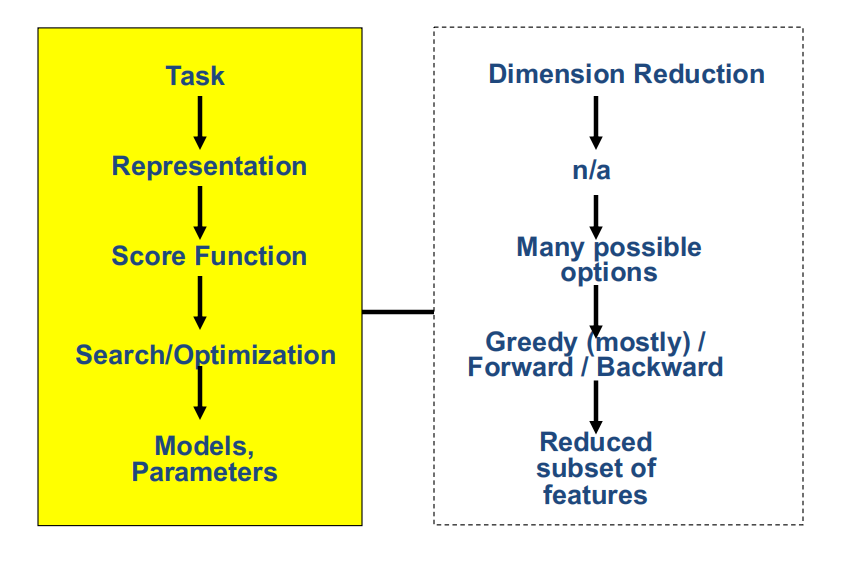 Task
Representation
Score Function
Search/Optimization
Models,
Parameters
Dimension Reduction
n/a
Many possible
options
Greedy (mostly) /
Forward / Backward
Reduced
subset of
features